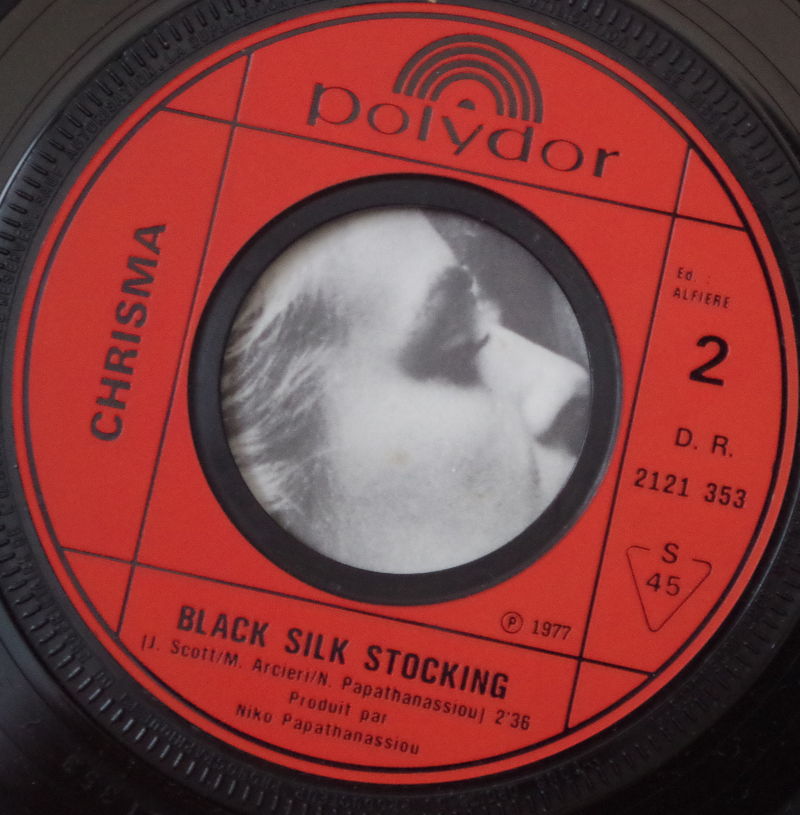 polydor
CHRISMA
Ed. :
ALFIERE
2
D. R.
2121 353
S
45
℗ 1977
BLACK SILK STOCKING
(J. Scott/M. Arcieri/N. Papathanassiou) 2'36
Produit par
Niko Papathanassiou